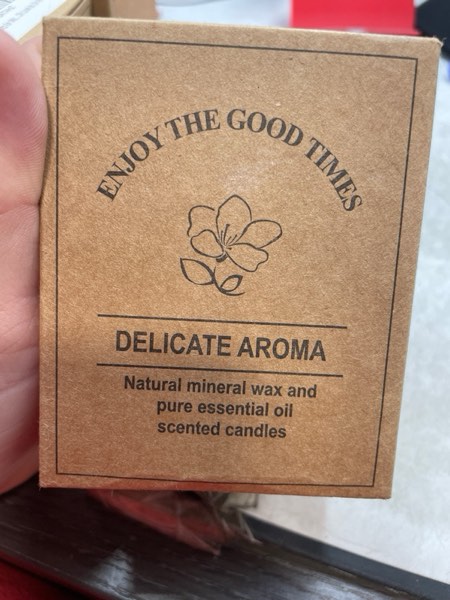 ENJOY THE GOOD TIMES
DELICATE AROMA
Natural mineral wax and
pure essential oil
scented candles